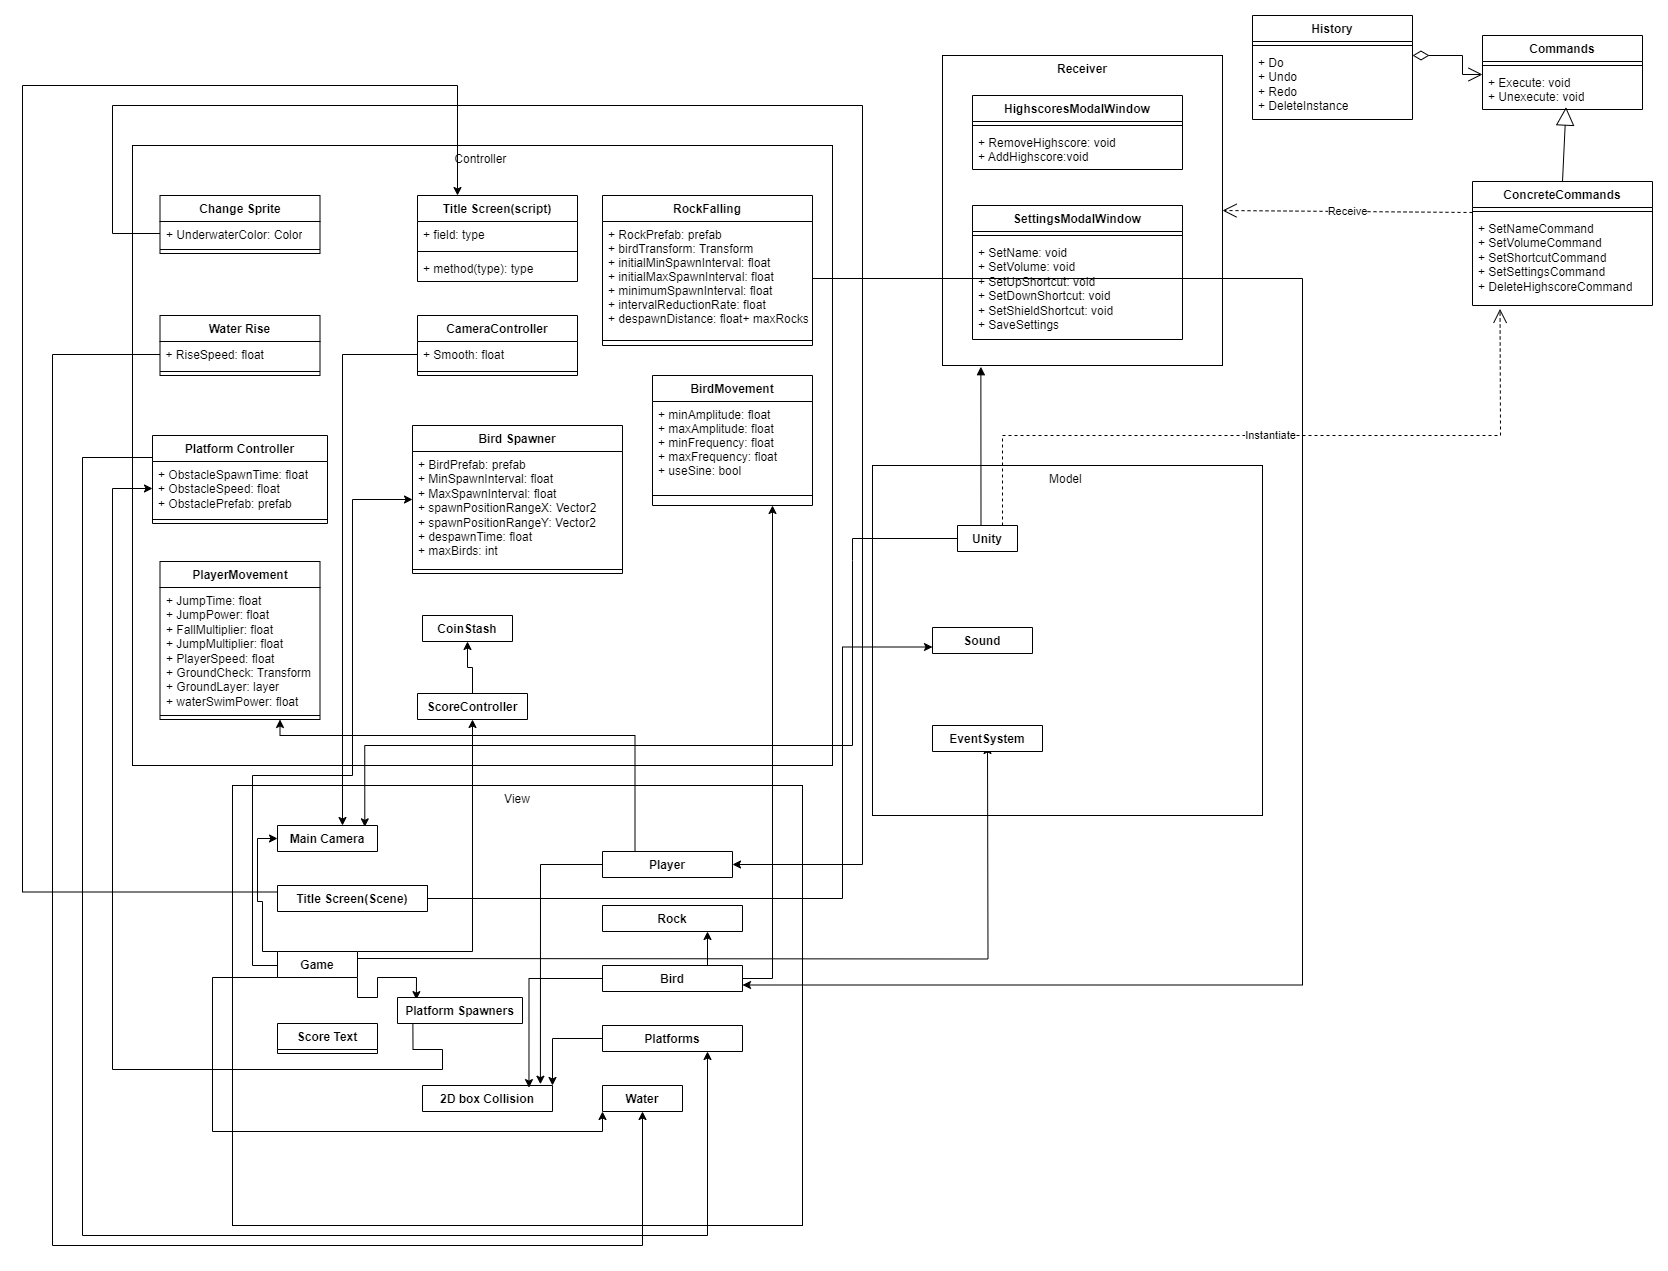 History
+ Do
+ Undo
+ Redo
+ DeleteInstance
Commands
+ Execute: void
+ Unexecute: void
Receiver
HighscoresModalWindow
+ RemoveHighscore: void
+ AddHighscore:void
SettingsModalWindow
+ SetName: void
+ SetVolume: void
+ SetUpShortcut: void
+ SetDownShortcut: void
+ SetShieldShortcut: void
+ SaveSettings
Receive
ConcreteCommands
+ SetNameCommand
+ SetVolumeCommand
+ SetShortcutCommand
+ SetSettingsCommand
+ DeleteHighscoreCommand
Instantiate
Controller
Change Sprite
+ UnderwaterColor: Color
Title Screen(script)
+ field: type
+ method(type): type
RockFalling
+ RockPrefab: prefab
+ birdTransform: Transform
+ initialMinSpawnInterval: float
+ initialMaxSpawnInterval: float
+ minimumSpawnInterval: float
+ intervalReductionRate: float
+ despawnDistance: float+ maxRocks
Water Rise
+ RiseSpeed: float
CameraController
+ Smooth: float
BirdMovement
+ minAmplitude: float
+ maxAmplitude: float
+ minFrequency: float
+ maxFrequency: float
+ useSine: bool
Platform Controller
+ ObstacleSpawnTime: float
+ ObstacleSpeed: float
+ ObstaclePrefab: prefab
Bird Spawner
+ BirdPrefab: prefab
+ MinSpawnInterval: float
+ MaxSpawnInterval: float
+ spawnPositionRangeX: Vector2
+ spawnPositionRangeY: Vector2
+ despawnTime: float
+ maxBirds: int
PlayerMovement
+ JumpTime: float
+ JumpPower: float
+ FallMultiplier: float
+ JumpMultiplier: float
+ PlayerSpeed: float
+ GroundCheck: Transform
+ GroundLayer: layer
+ waterSwimPower: float
CoinStash
ScoreController
Model
Unity
Sound
EventSystem
View
Main Camera
Player
Title Screen(Scene)
Rock
Game
Bird
Platform Spawners
Score Text
Platforms
2D box Collision
Water